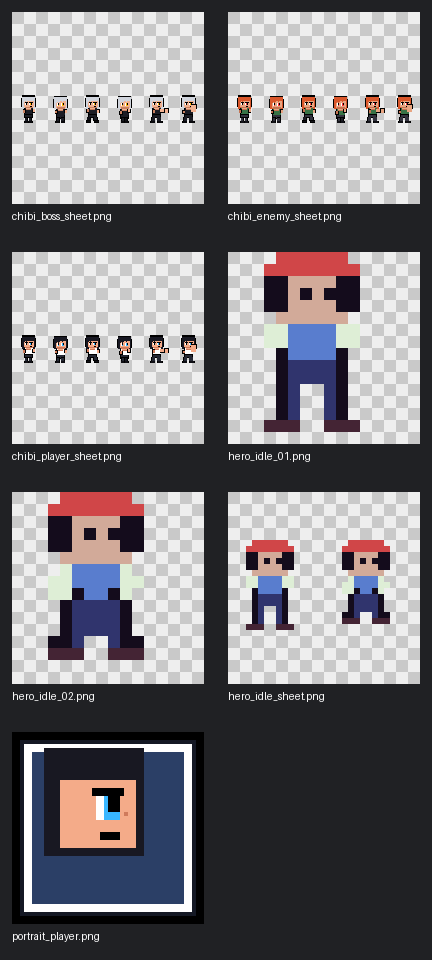 chibi_boss_sheet.png
chibi_enemy_sheet.png
chibi_player_sheet.png
hero_idle_01.png
hero_idle_02.png
hero_idle_sheet.png
portrait_player.png